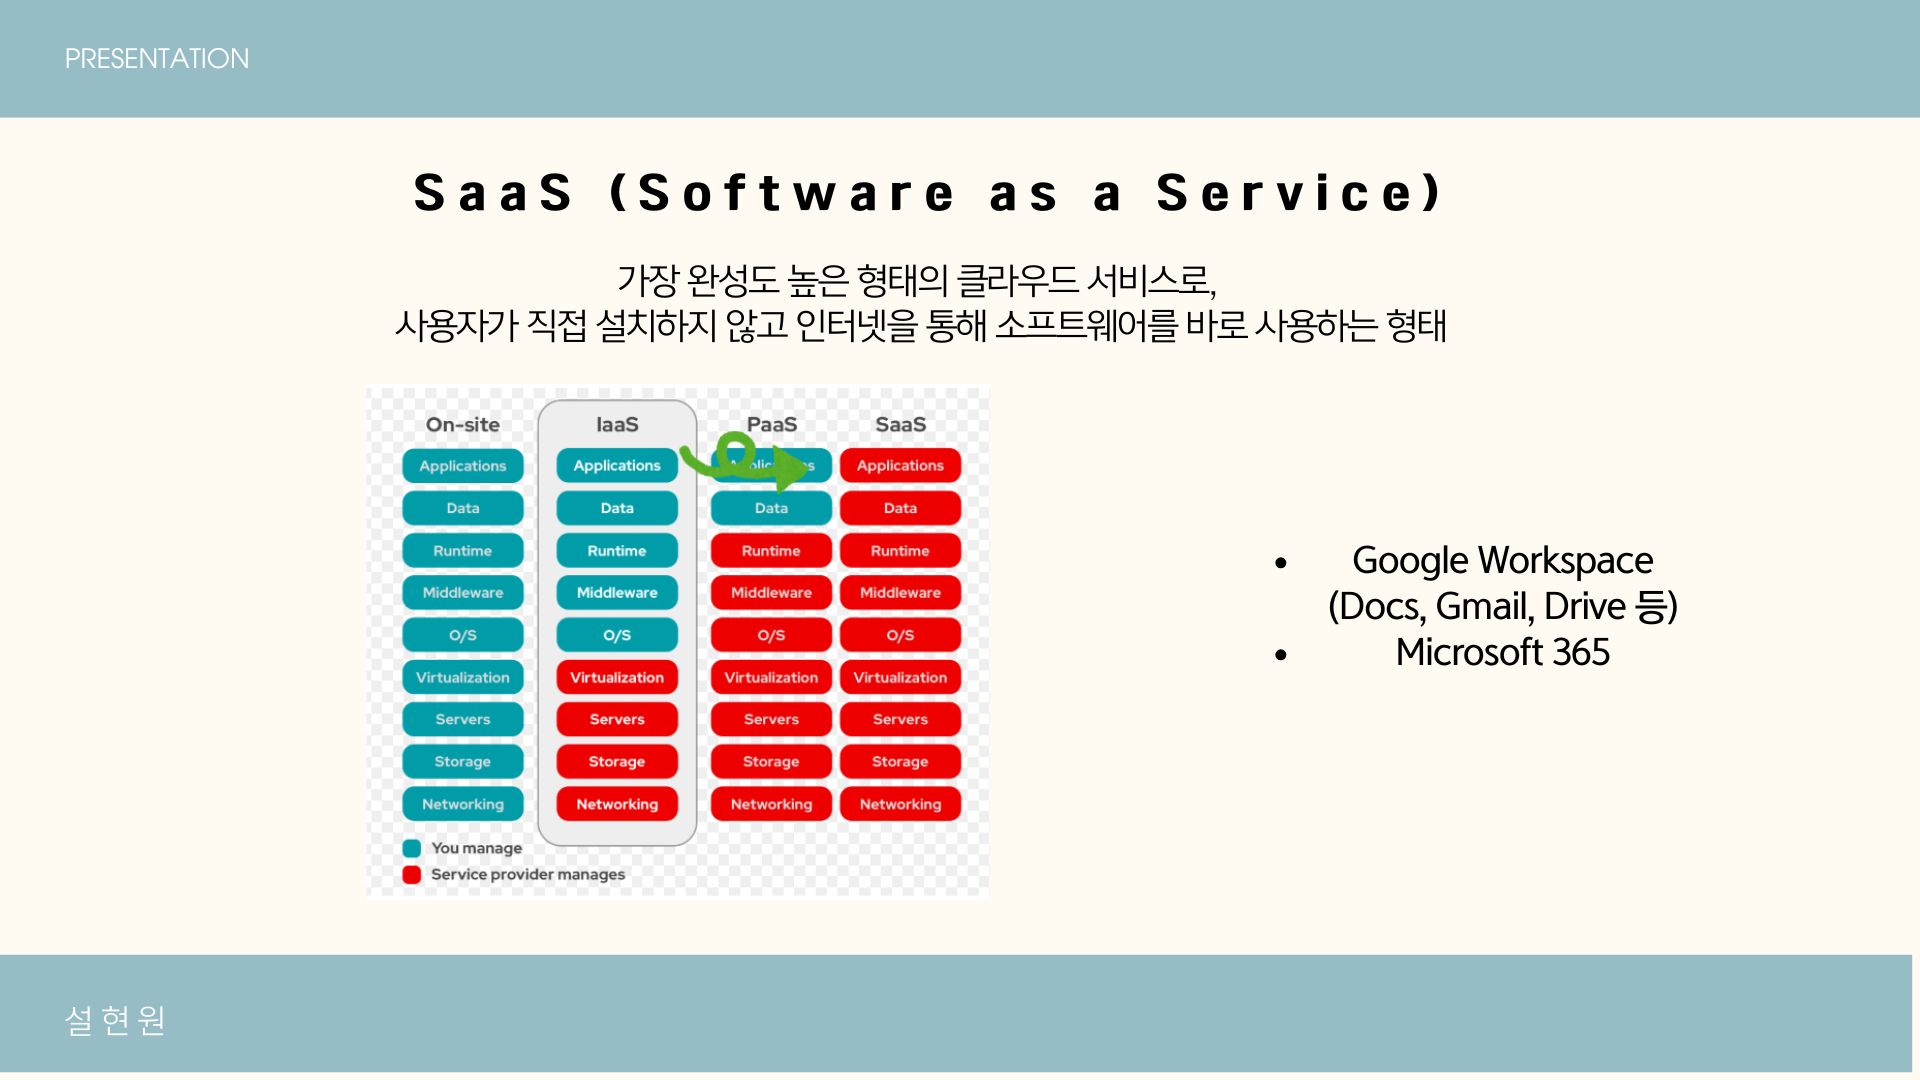 PRESENTATION
SaaS (Software as a Service)
가장 완성도 높은 형태의 클라우드 서비스로,
사용자가 직접 설치하지 않고 인터넷을 통해 소프트웨어를 바로 사용하는 형태
On-site IaaS PaaS SaaS
Applications Applications Applications
Data Data Data Data
Runtime Runtime Runtime Runtime
Middleware Middleware Middleware Middleware
O/S O/S O/S O/S
Virtualization Virtualization Virtualization Virtualization
Servers Servers Servers Servers
Storage Storage Storage Storage
Networking Networking Networking Networking
You manage
Service provider manages
• Google Workspace
(Docs, Gmail, Drive 등)
• Microsoft 365
설현원